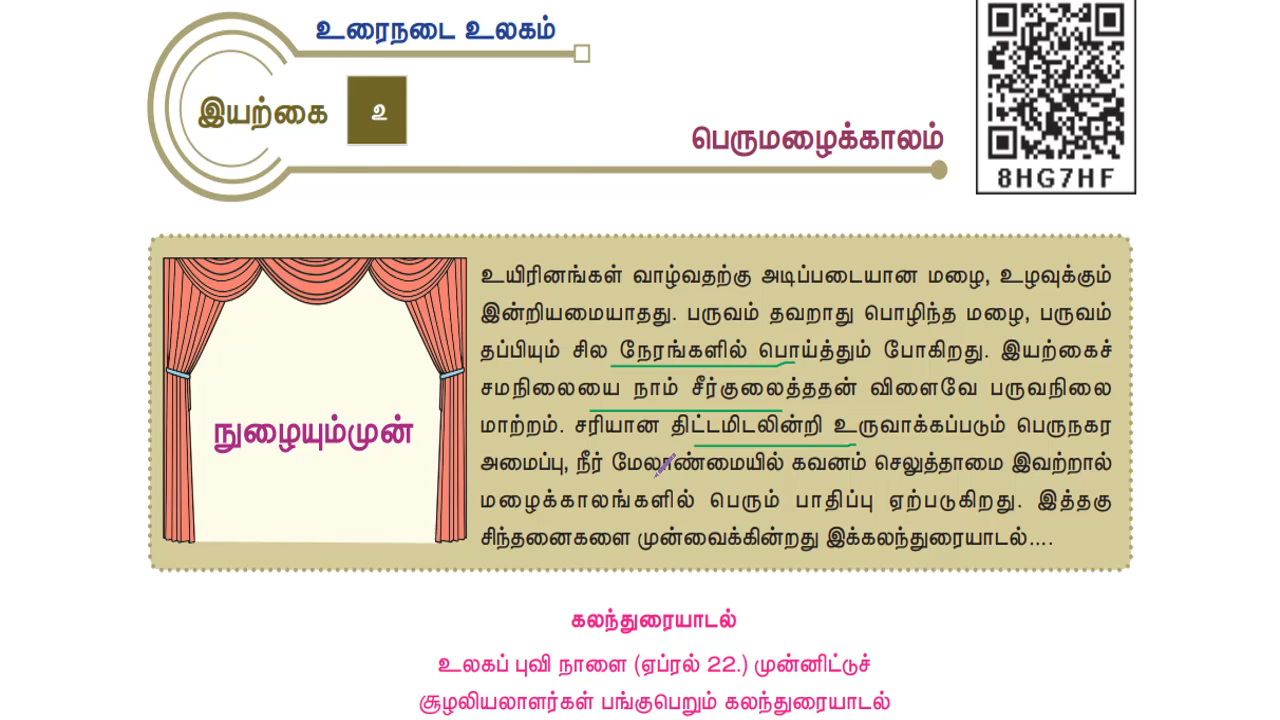 உரைநடை உலகம்
இயற்கை
உ
பெருமழைக்காலம்
8HG7HF
நுழையும்முன்
உயிரினங்கள் வாழ்வதற்கு அடிப்படையான மழை, உழவுக்கும்
இன்றியமையாதது. பருவம் தவறாது பொழிந்த மழை, பருவம்
தப்பியும் சில நேரங்களில் பொய்த்தும் போகிறது. இயற்கைச்
சமநிலையை நாம் சீர்குலைத்ததன் விளைவே பருவநிலை
மாற்றம். சரியான திட்டமிடலின்றி உருவாக்கப்படும் பெருநகர
அமைப்பு, நீர் மேலாண்மையில் கவனம் செலுத்தாமை இவற்றால்
மழைக்காலங்களில் பெரும் பாதிப்பு ஏற்படுகிறது. இத்தகு
சிந்தனைகளை முன்வைக்கின்றது இக்கலந்துரையாடல்....
கலந்துரையாடல்
உலகப் புவி நாளை (ஏப்ரல் 22.) முன்னிட்டுச்
சூழலியலாளர்கள் பங்குபெறும் கலந்துரையாடல்